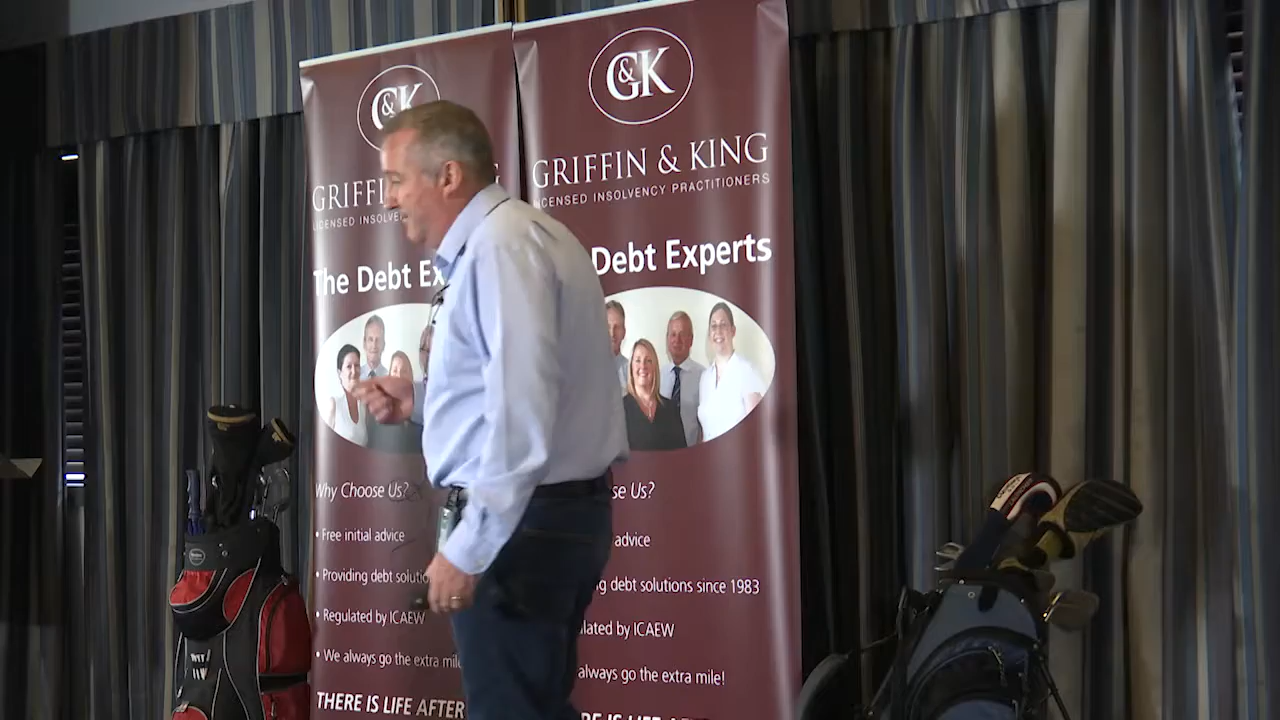 G&K
GRIFFIN
LICENSED INSOLVE
The Debt Ex
Why Choose Us?
• Free initial advice
• Providing debt solutio
• Regulated by ICAEW
• We always go the extra mile
THERE IS LIFE AFTER
G&K
GRIFFIN & KING
LICENSED INSOLVENCY PRACTITIONERS
Debt Experts
se Us?
advice
ng debt solutions since 1983
lated by ICAEW
always go the extra mile!